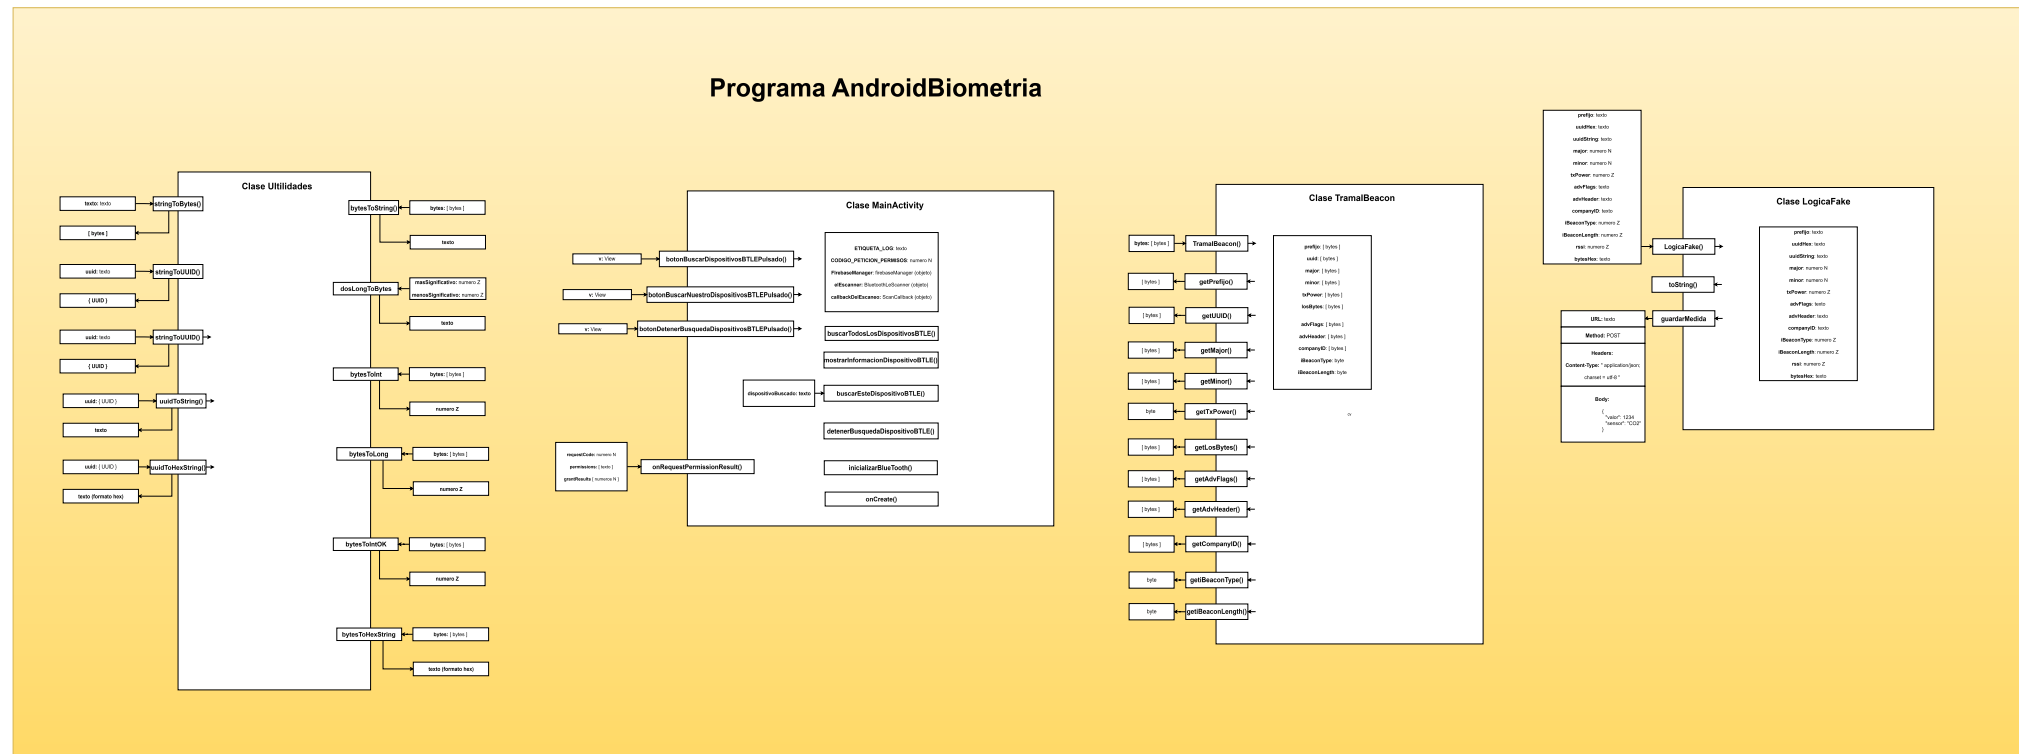 Programa AndroidBiometria
Clase Ultilidades
texto: texto
stringToBytes()
[ bytes ]
uuid: texto
stringToUUID()
{ UUID }
uuid: texto
stringToUUID()
{ UUID }
uuid: { UUID }
uuidToString()
texto
uuid: { UUID }
uuidToHexString()
texto (formato hex)
bytesToString()
bytes: [ bytes ]
texto
dosLongToBytes
masSignificativo: numero Z
menosSignificativo: numero Z
texto
bytesToInt
bytes: [ bytes ]
numero Z
bytesToLong
bytes: [ bytes ]
numero Z
bytesToIntOK
bytes: [ bytes ]
numero Z
bytesToHexString
bytes: [ bytes ]
texto (formato hex)
Clase MainActivity
v: View
botonBuscarDispositivosBTLEPulsado()
v: View
botonBuscarNuestroDispositivosBTLEPulsado()
v: View
botonDetenerBusquedaDispositivosBTLEPulsado()
ETIQUETA_LOG: texto
CODIGO_PETICION_PERMISOS: numero N
FirebaseManager: firebaseManager (objeto)
elEscanner: BluetoothLeScanner (objeto)
callbackDelEscaneo: ScanCallback (objeto)
buscarTodosLosDispositivosBTLE()
mostrarInformacionDispositivoBTLE()
dispositivoBuscado: texto
buscarEsteDispositivoBTLE()
detenerBusquedaDispositivoBTLE()
requestCode: numero N
permissions: [ texto ]
grantResults [ numeros N ]
onRequestPermissionResult()
inicializarBlueTooth()
onCreate()
Clase TramaIBeacon
bytes: [ bytes ]
TramaIBeacon()
[ bytes ]
getPrefijo()
[ bytes ]
getUUID()
[ bytes ]
getMajor()
[ bytes ]
getMinor()
byte
getTxPower()
[ bytes ]
getLosBytes()
[ bytes ]
getAdvFlags()
[ bytes ]
getAdvHeader()
[ bytes ]
getCompanyID()
byte
getiBeaconType()
byte
getiBeaconLength()
prefijo: [ bytes ]
uuid: [ bytes ]
major: [ bytes ]
minor: [ bytes ]
txPower: [ bytes ]
losBytes: [ bytes ]
advFlags: [ bytes ]
advHeader: [ bytes ]
companyID: [ bytes ]
iBeaconType: byte
iBeaconLength: byte
prefijo: texto
uuidHex: texto
uuidString: texto
major: numero N
minor: numero N
txPower: numero Z
advFlags: texto
advHeader: texto
companyID: texto
iBeaconType: numero Z
iBeaconLength: numero Z
rssi: numero Z
bytesHex: texto
Clase LogicaFake
LogicaFake()
toString()
guardarMedida
URL: texto
Method: POST
Headers:
Content-Type: " application/json;
charset = utf-8 "
Body:
{
"valor": 1234
"sensor": "CO2"
}
prefijo: texto
uuidHex: texto
uuidString: texto
major: numero N
minor: numero N
txPower: numero Z
advFlags: texto
advHeader: texto
companyID: texto
iBeaconType: numero Z
iBeaconLength: numero Z
rssi: numero Z
bytesHex: texto